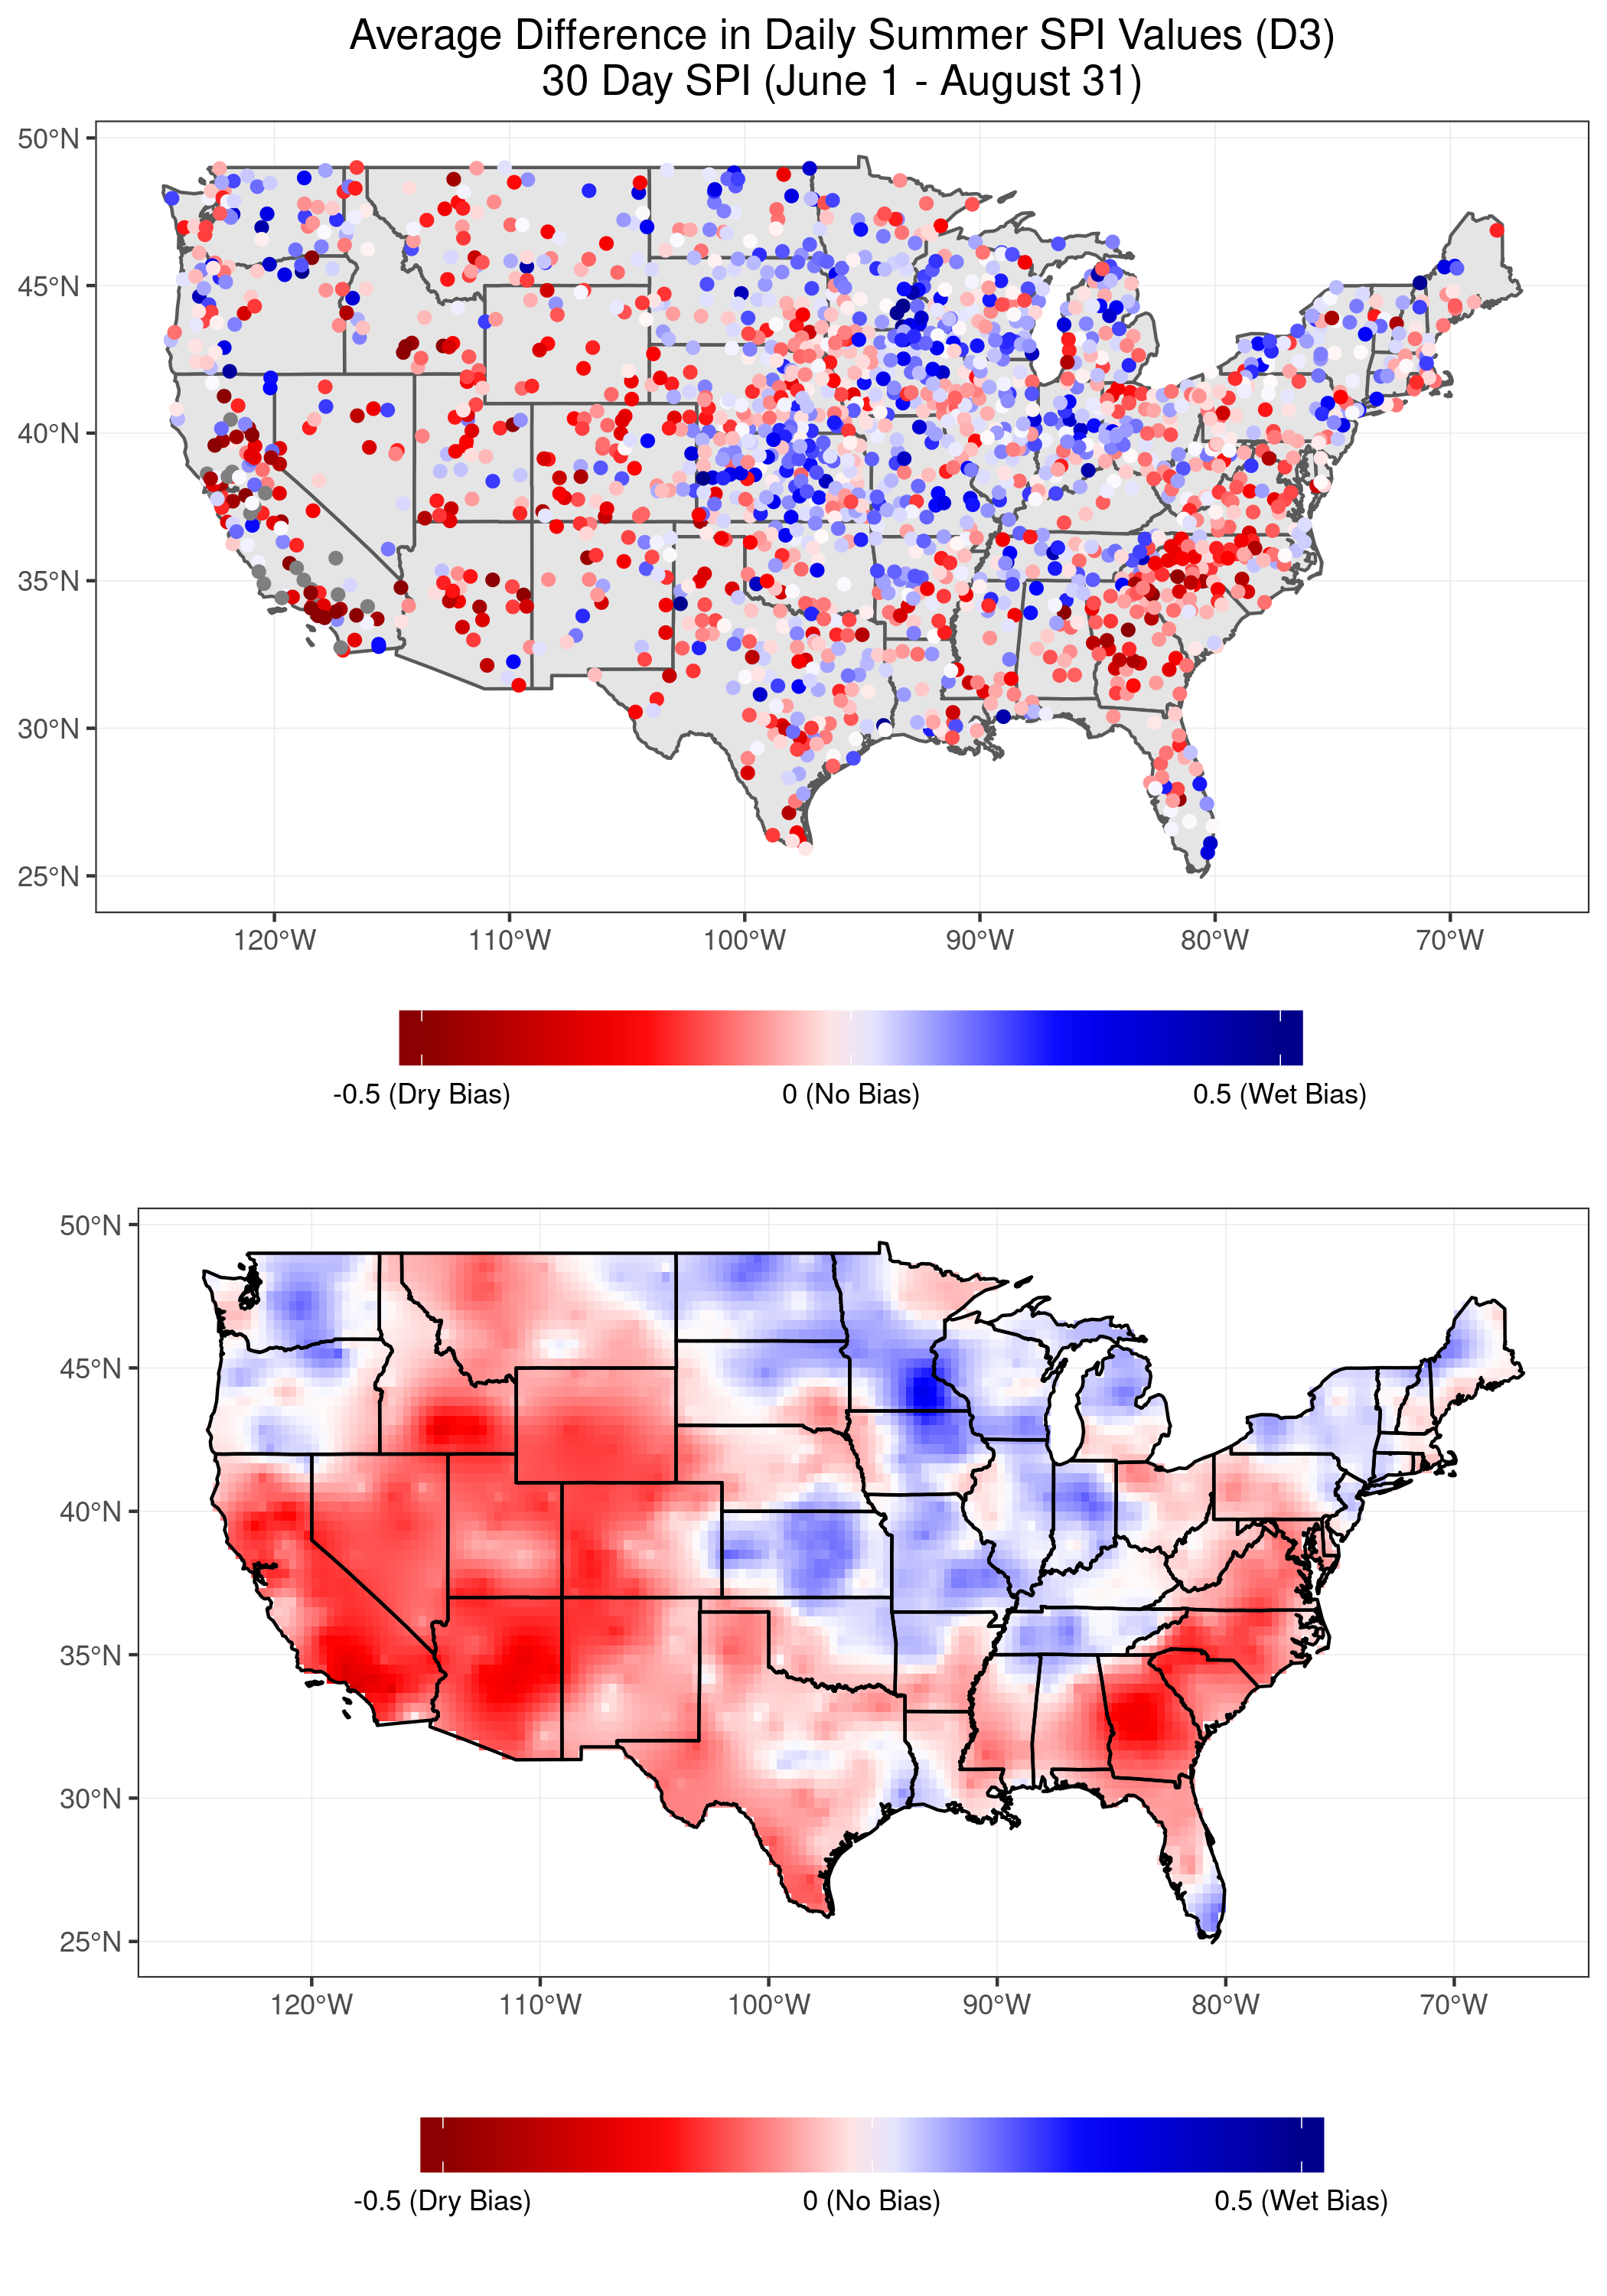 Average Difference in Daily Summer SPI Values (D3)
30 Day SPI (June 1 - August 31)
50°N
45°N
40°N
35°N
30°N
25°N
120°W 110°W 100°W 90°W 80°W 70°W
-0.5 (Dry Bias) 0 (No Bias) 0.5 (Wet Bias)
50°N
45°N
40°N
35°N
30°N
25°N
120°W 110°W 100°W 90°W 80°W 70°W
-0.5 (Dry Bias) 0 (No Bias) 0.5 (Wet Bias)